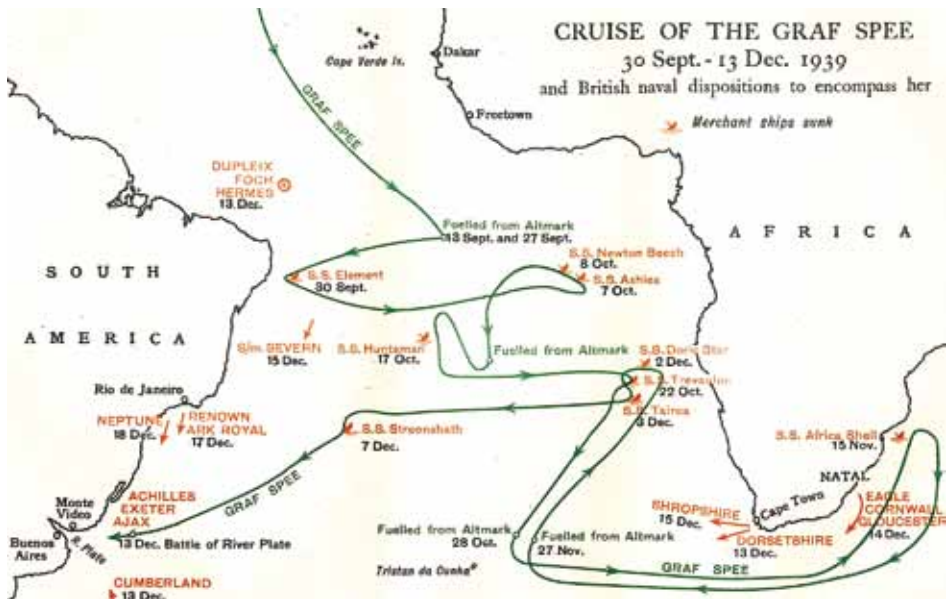 CRUISE OF THE GRAF SPEE
30 Sept. - 13 Dec. 1939
and British naval dispositions to encompass her
Merchant ships sunk
Cape Verde Is.
Dakar
Freetown
GRAF SPEE
DUPLEIX
FOCH
HERMES
13 Dec.
Fuelled from Altmark
13 Sept. and 27 Sept.
AFRICA
SOUTH
AMERICA
S.S. Newton Beech
8 Oct.
S.S. Ashlea
7 Oct.
S.S. Element
30 Sept.
S/m. SEVERN
15 Dec.
S.S. Huntsman
17 Oct.
Fuelled from Altmark
S.S. Doric Star
2 Dec.
S.S. Trevanion
22 Oct.
S.S. Tairoa
3 Dec.
Rio de Janeiro
NEPTUNE
18 Dec.
RENOWN
ARK ROYAL
17 Dec.
S.S. Streonshalh
7 Dec.
S.S. Africa Shell
15 Nov.
NATAL
Cape Town
EAGLE
CORNWALL
GLOUCESTER
14 Dec.
SHROPSHIRE
15 Dec.
DORSETSHIRE
13 Dec.
GRAF SPEE
ACHILLES
EXETER
AJAX
Monte
Video
Buenos
Aires
R. Plate
13 Dec. Battle of River Plate
Fuelled from Altmark
28 Oct.
Fuelled from Altmark
27 Nov.
GRAF SPEE
Tristan da Cunha
CUMBERLAND
13 Dec.